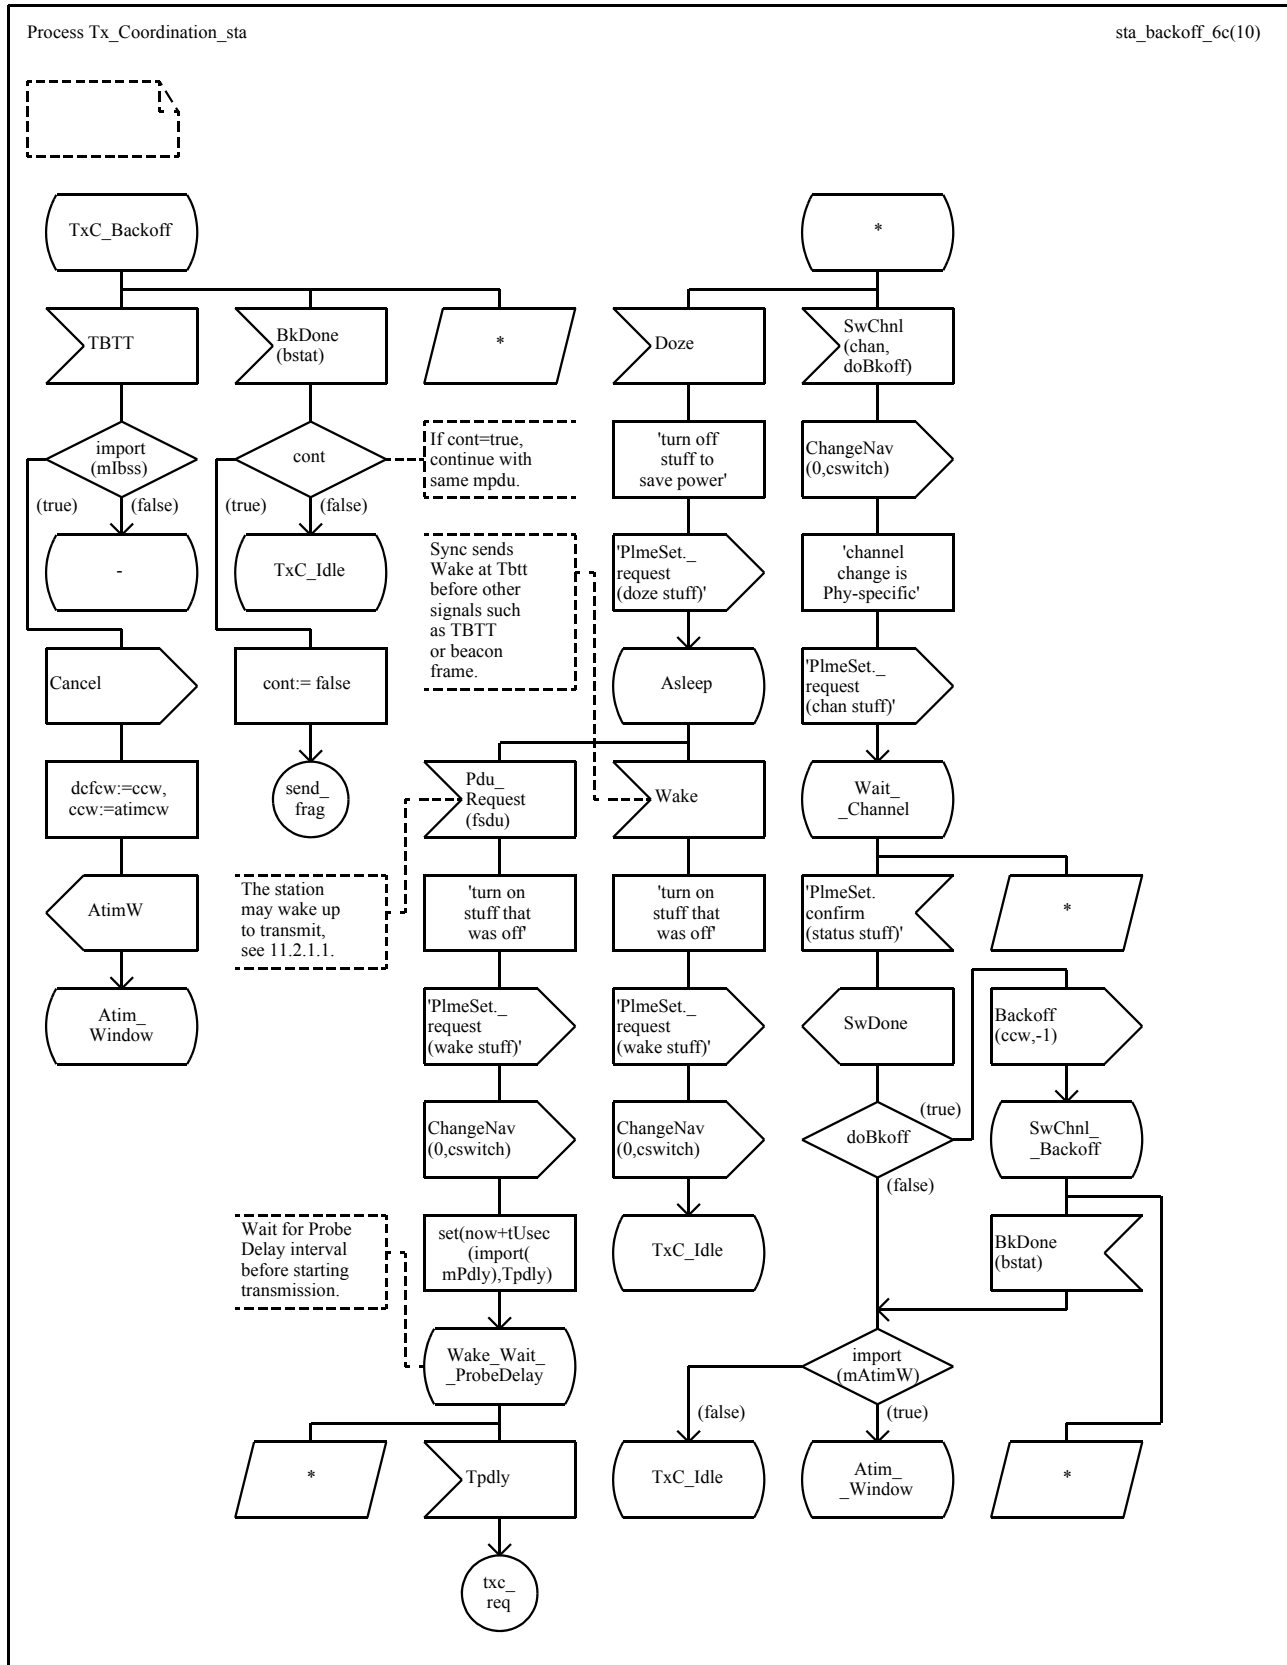 Process Tx_Coordination_sta
sta_backoff_6c(10)
TxC_Backoff
*
TBTT
BkDone
(bstat)
*
Doze
SwChnl
(chan,
doBkoff)
import
(mIbss)
(true)
(false)
cont
(true)
(false)
If cont=true,
continue with
same mpdu.
'turn off
stuff to
save power'
ChangeNav
(0,cswitch)
-
TxC_Idle
Sync sends
Wake at Tbtt
before other
signals such
as TBTT
or beacon
frame.
'PlmeSet._
request
(doze stuff)'
'channel
change is
Phy-specific'
Cancel
cont:= false
Asleep
'PlmeSet._
request
(chan stuff)'
dcfcw:=ccw,
ccw:=atimcw
send_
_frag
Pdu_
_Request
(fsdu)
Wake
Wait_
_Channel
AtimW
The station
may wake up
to transmit,
see 11.2.1.1.
'turn on
stuff that
was off'
'turn on
stuff that
was off'
'PlmeSet.
confirm
(status stuff)'
*
Atim_
_Window
'PlmeSet._
request
(wake stuff)'
'PlmeSet._
request
(wake stuff)'
SwDone
Backoff
(ccw,-1)
ChangeNav
(0,cswitch)
ChangeNav
(0,cswitch)
doBkoff
(true)
(false)
SwChnl_
_Backoff
Wait for Probe
Delay interval
before starting
transmission.
set(now+tUsec
(import(
mPdly),Tpdly)
TxC_Idle
BkDone
(bstat)
Wake_Wait_
_ProbeDelay
import
(mAtimW)
(false)
(true)
*
Tpdly
TxC_Idle
Atim_
_Window
*
txc_
req